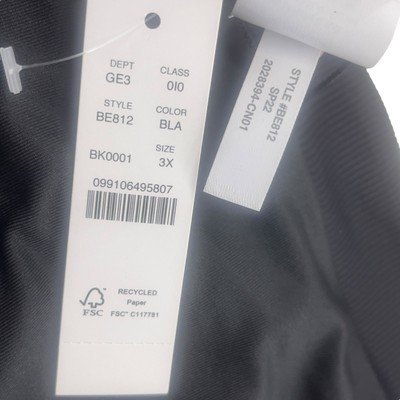 DEPT CLASS
GE3 0I0
STYLE COLOR
BE812 BLA
SIZE
BK0001 3X
099106495807
RECYCLED
Paper
FSC FSC® C117781
STYLE #BE812
SP22
2028394-CN01